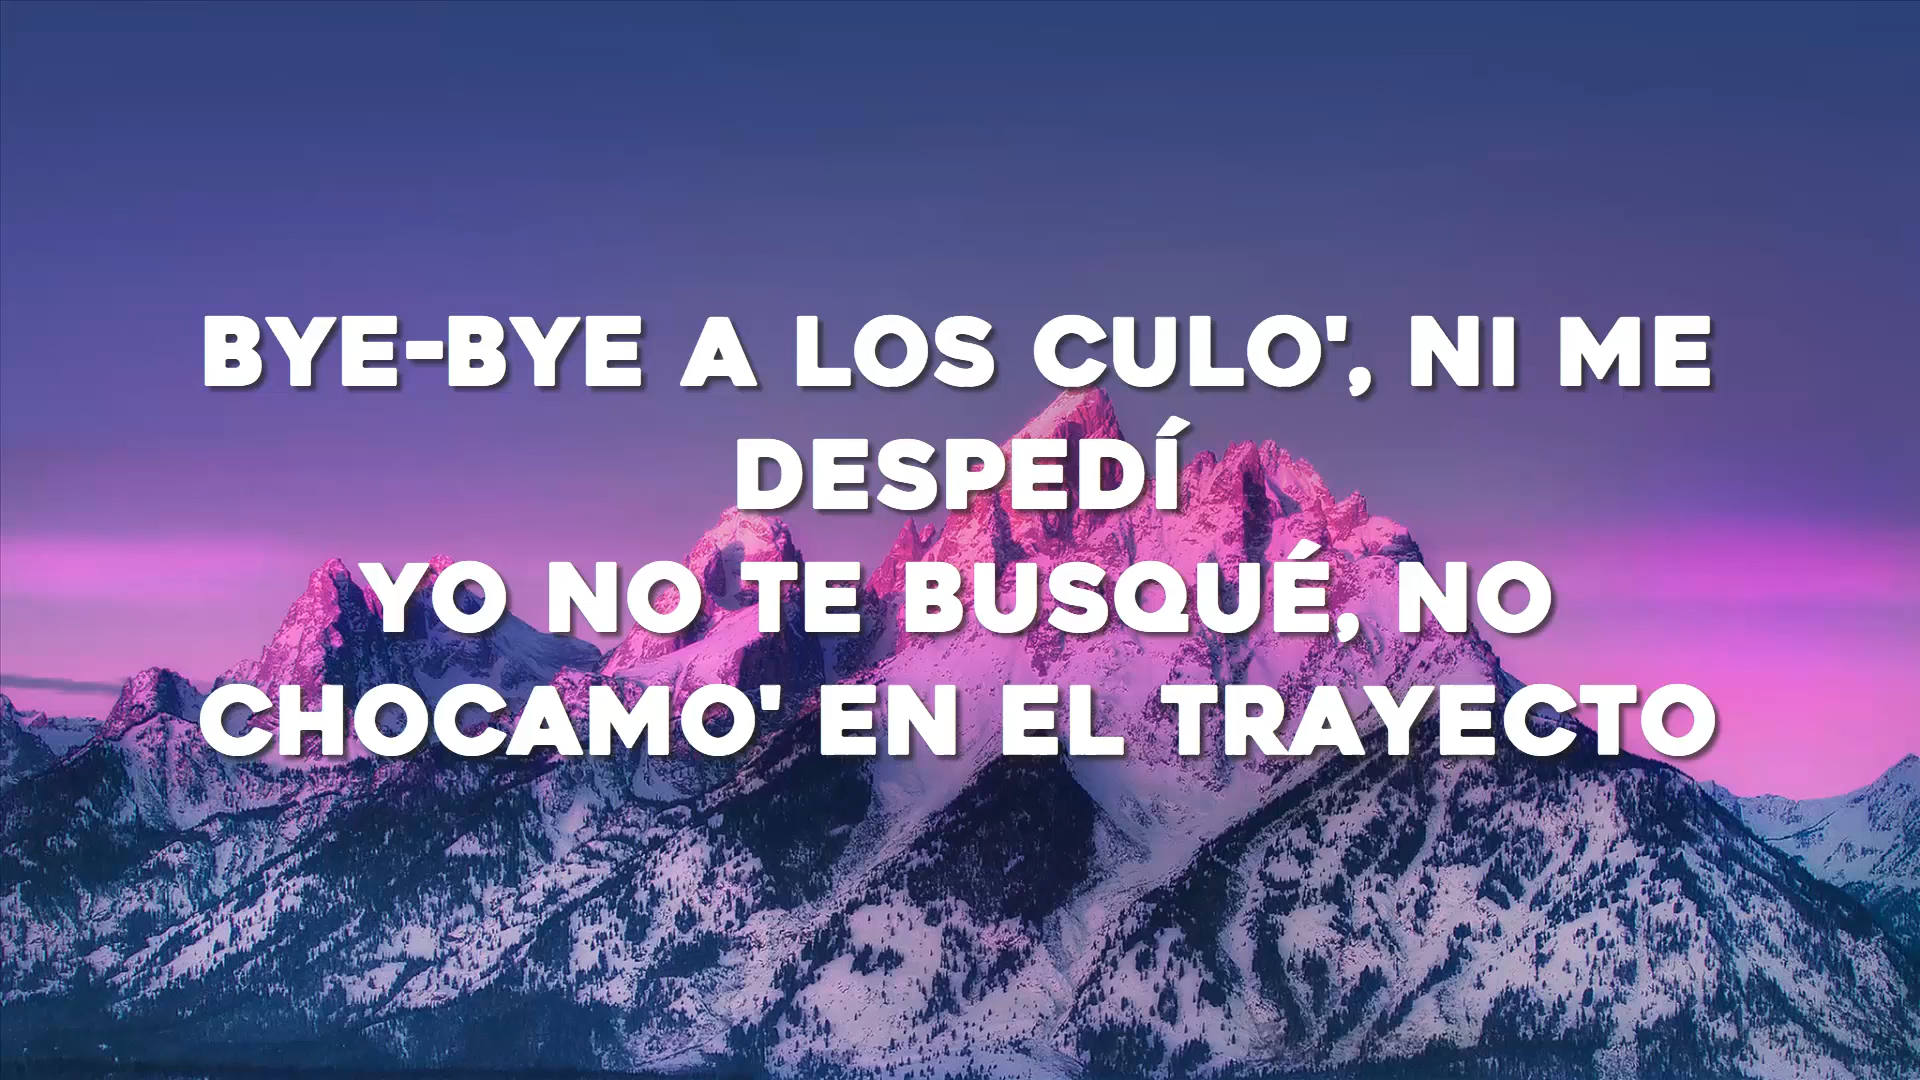 BYE-BYE A LOS CULO', NI ME
DESPEDÍ
YO NO TE BUSQUÉ, NO
CHOCAMO' EN EL TRAYECTO